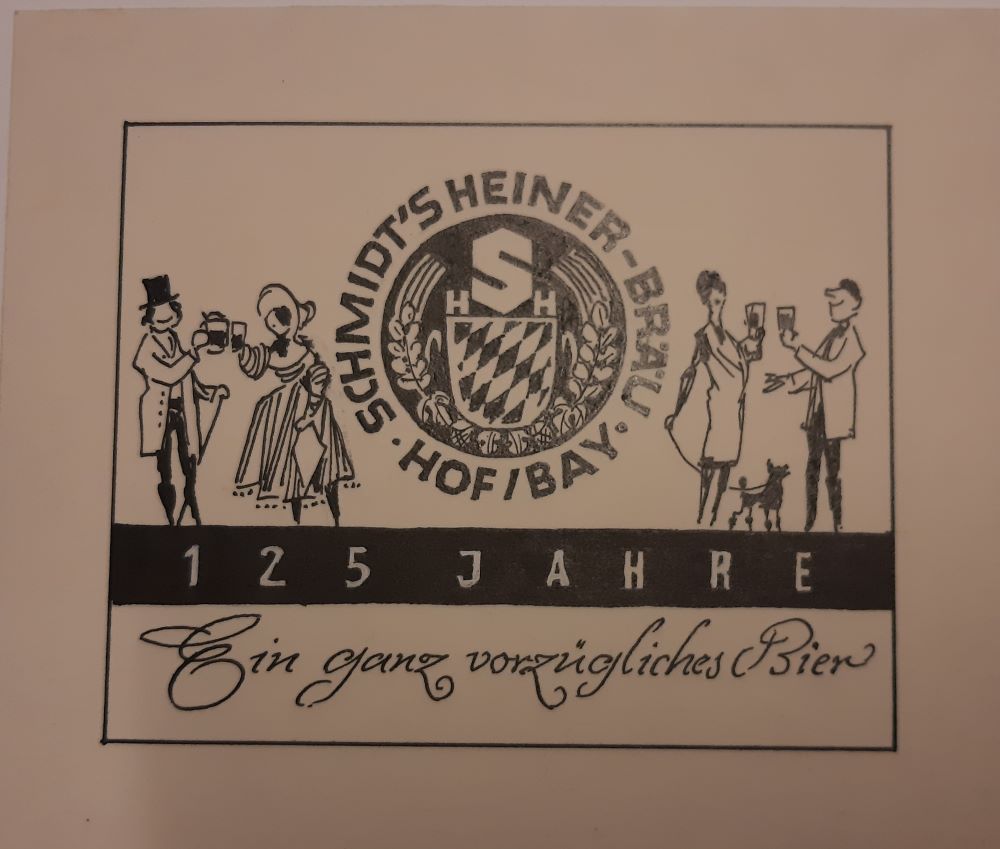 SCHMIDT'S HEINER-BRÄU
· HOF/BAY. ·
S
H H
125 JAHRE
Ein ganz vorzügliches Bier